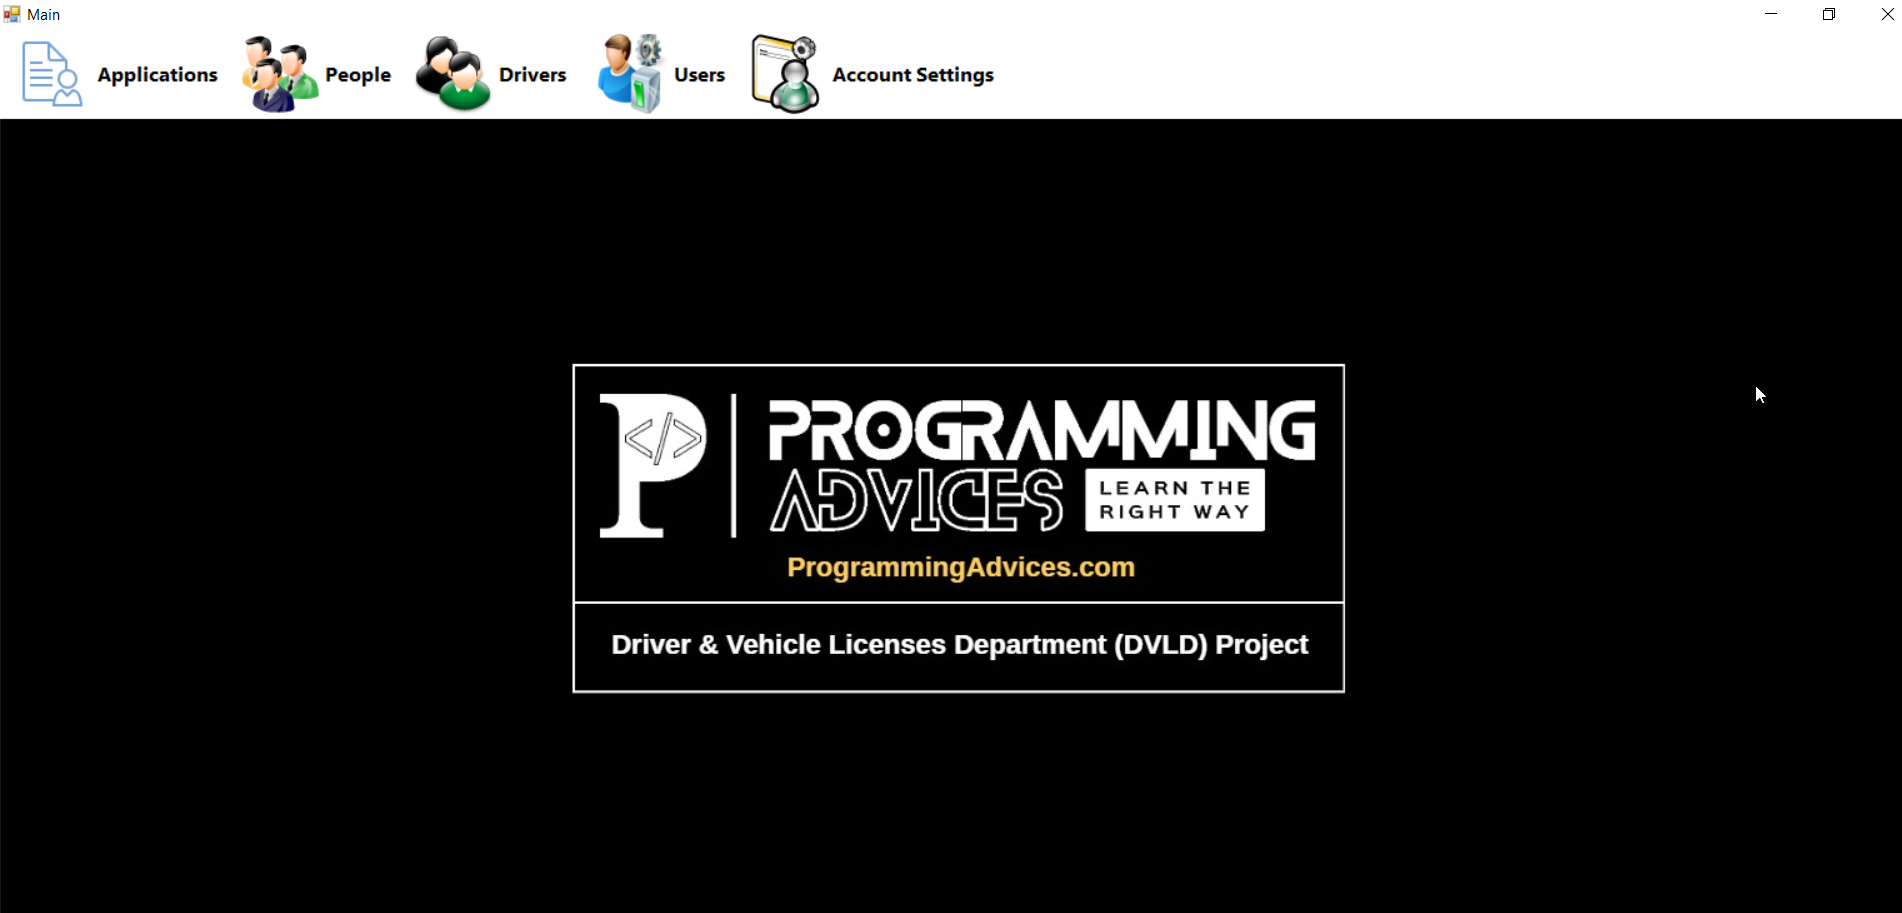 Main
Applications People Drivers Users Account Settings
</>
PROGRAMMING
ADVICES
LEARN THE
RIGHT WAY
ProgrammingAdvices.com
Driver & Vehicle Licenses Department (DVLD) Project